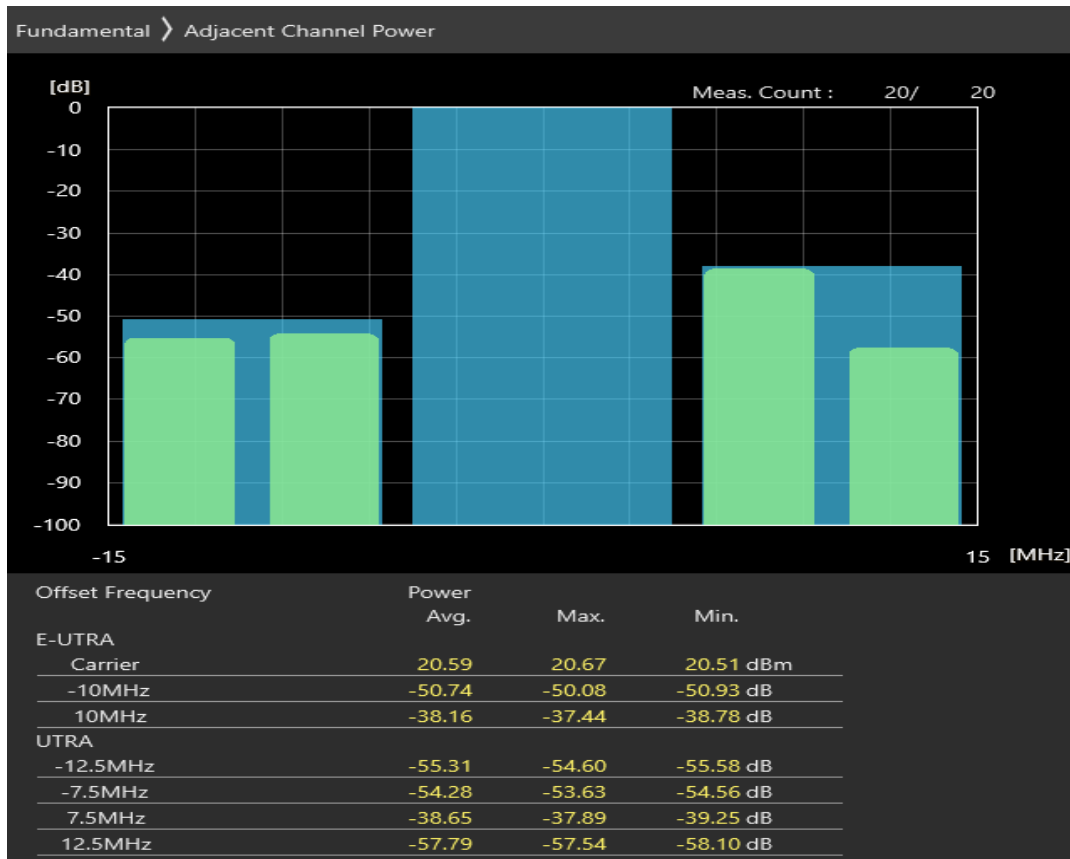 Fundamental ❯ Adjacent Channel Power
[dB]
Meas. Count : 20/ 20
0
-10
-20
-30
-40
-50
-60
-70
-80
-90
-100
-15 15 [MHz]
Offset Frequency Power
Avg. Max. Min.
E-UTRA
Carrier 20.59 20.67 20.51 dBm
-10MHz -50.74 -50.08 -50.93 dB
10MHz -38.16 -37.44 -38.78 dB
UTRA
-12.5MHz -55.31 -54.60 -55.58 dB
-7.5MHz -54.28 -53.63 -54.56 dB
7.5MHz -38.65 -37.89 -39.25 dB
12.5MHz -57.79 -57.54 -58.10 dB